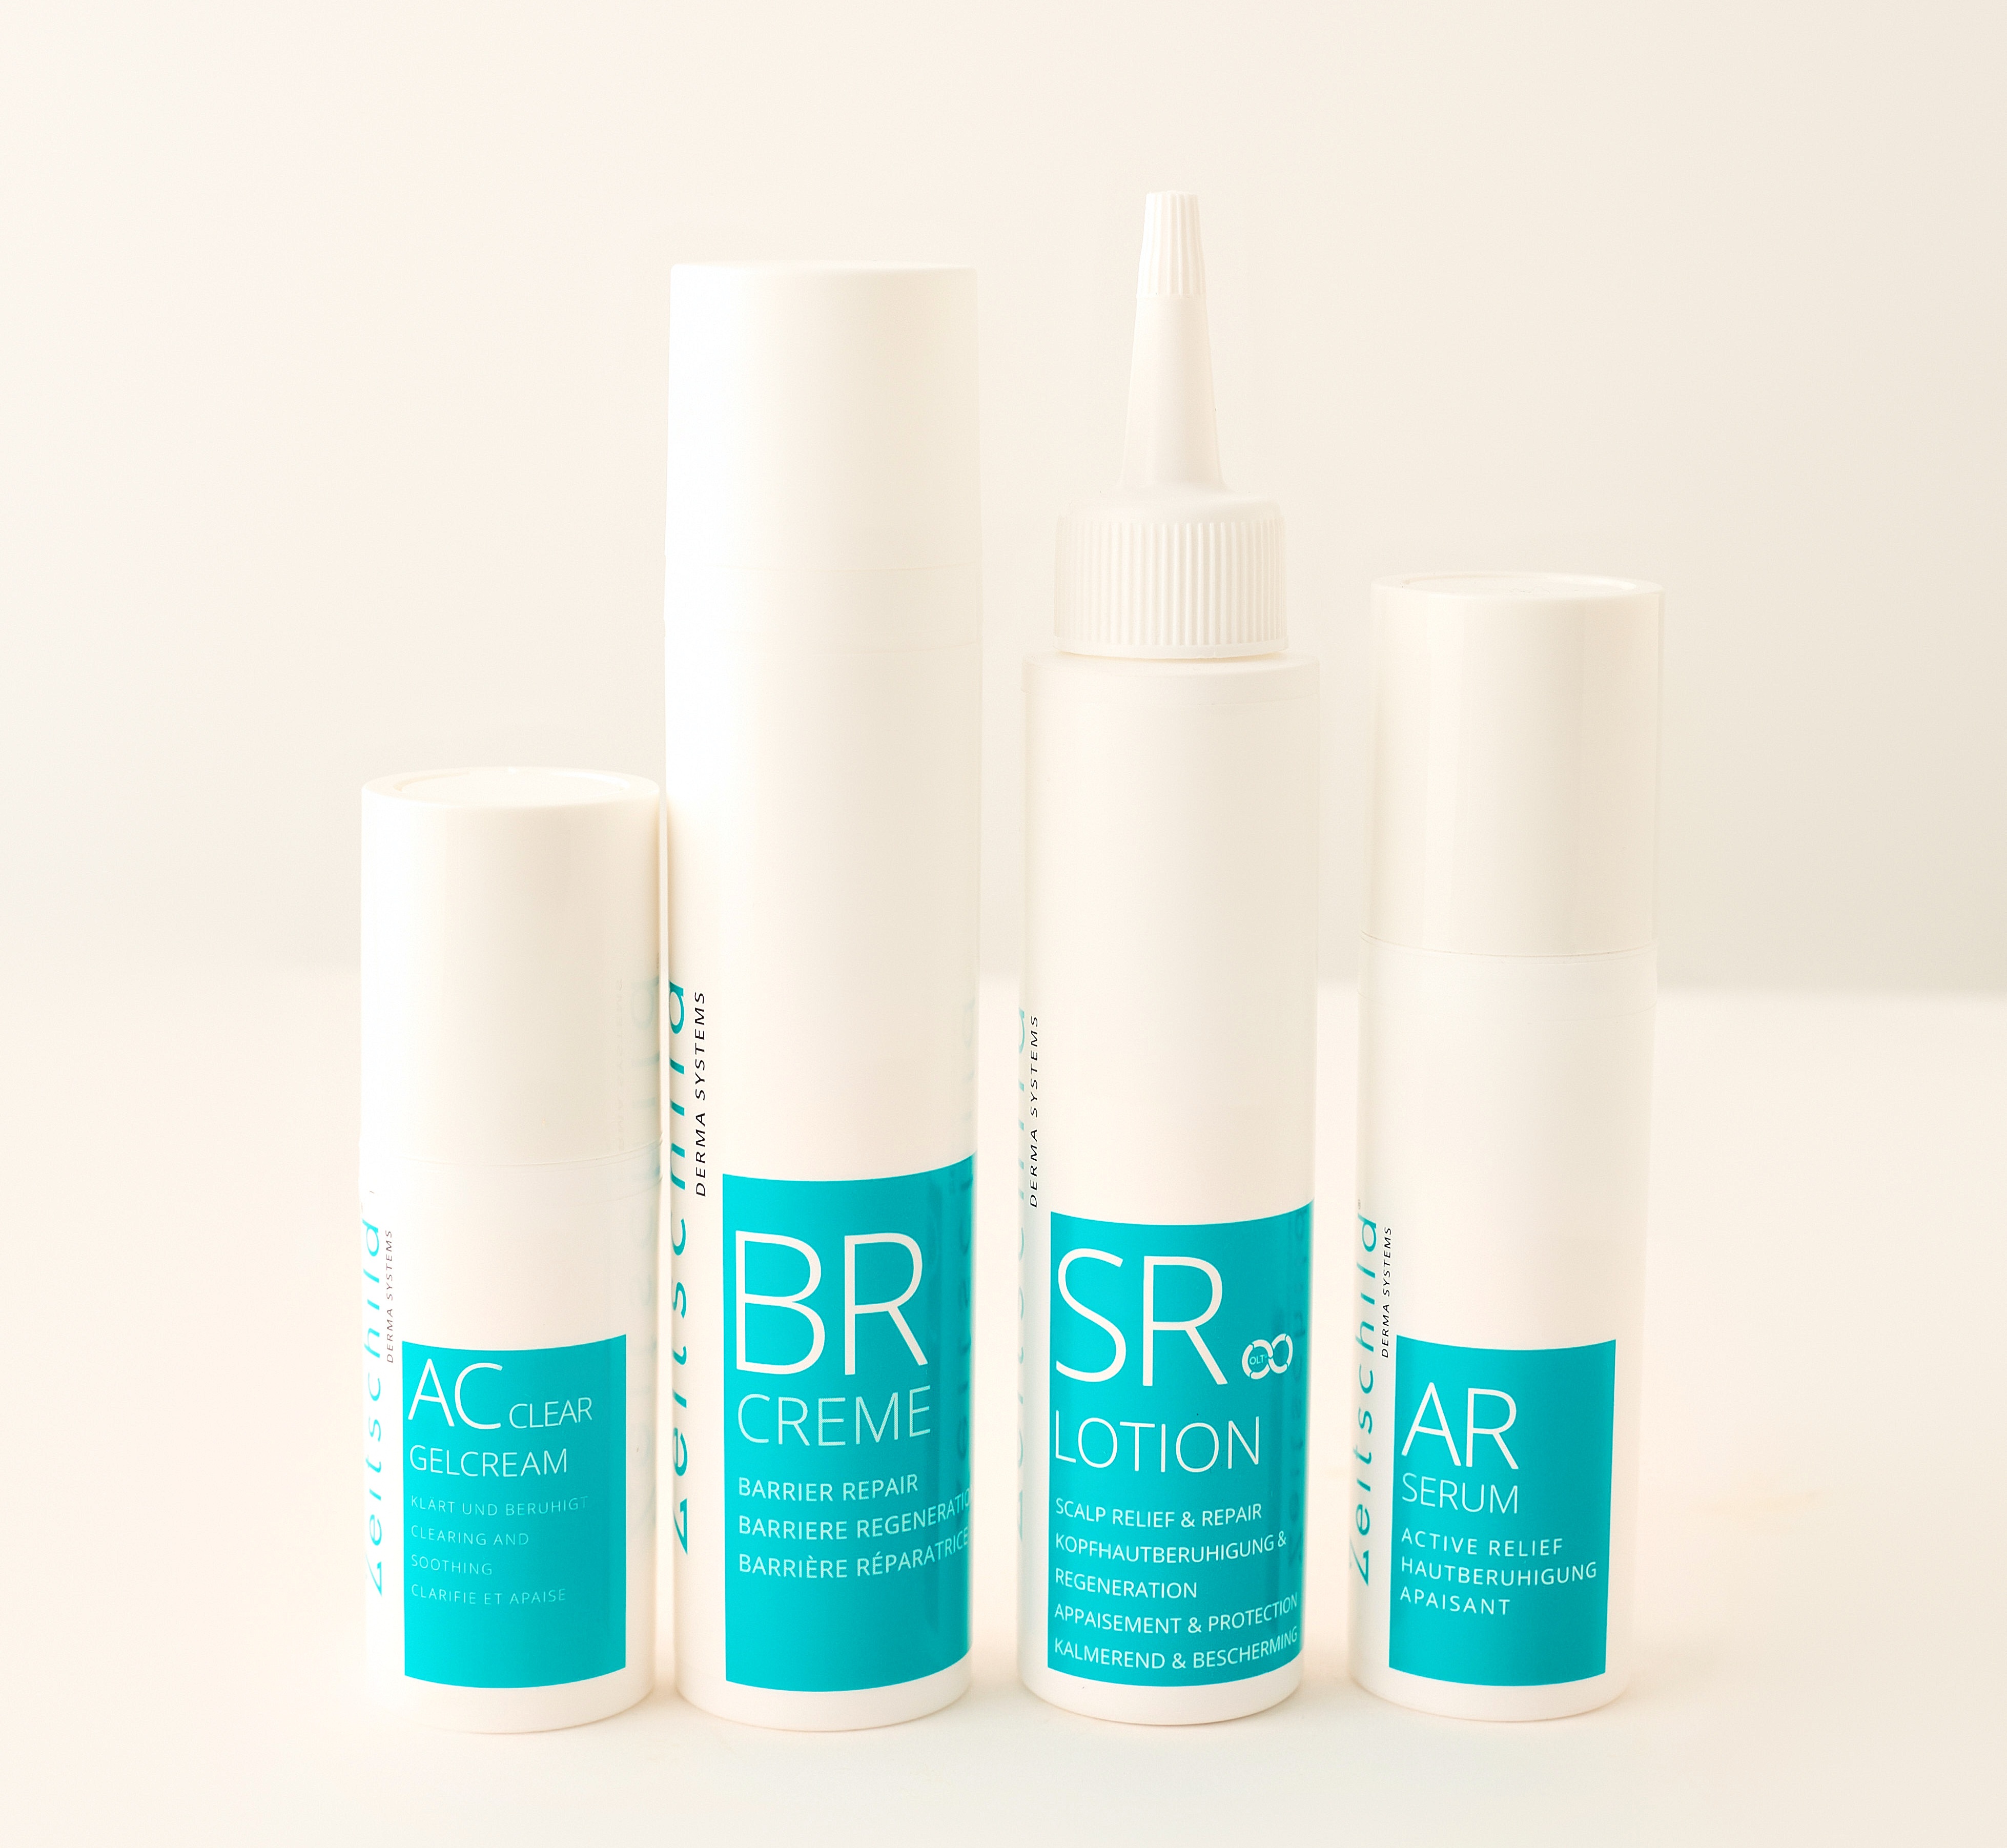 Zeitschild
DERMA SYSTEMS
AC CLEAR
GELCREAM
KLÄRT UND BERUHIGT
CLEARING AND
SOOTHING
CLARIFIE ET APAISE
Zeitschild
DERMA SYSTEMS
BR
CREME
BARRIER REPAIR
BARRIERE REGENERATION
BARRIÈRE RÉPARATRICE
Zeitschild
DERMA SYSTEMS
SR
OLT
LOTION
SCALP RELIEF & REPAIR
KOPFHAUTBERUHIGUNG &
REGENERATION
APPAISEMENT & PROTECTION
KALMEREND & BESCHERMING
Zeitschild
DERMA SYSTEMS
AR
SERUM
ACTIVE RELIEF
HAUTBERUHIGUNG
APAISANT